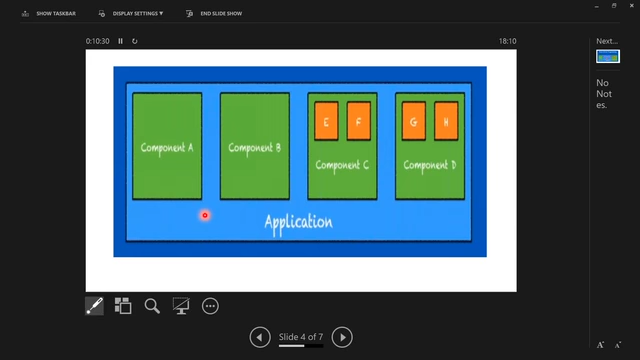 SHOW TASKBAR
DISPLAY SETTINGS ▼
END SLIDE SHOW
0:10:30
18:10
Next...
No
Not
es.
E
F
G
H
Component A
Component B
Component C
Component D
Application
Slide 4 of 7
A
A